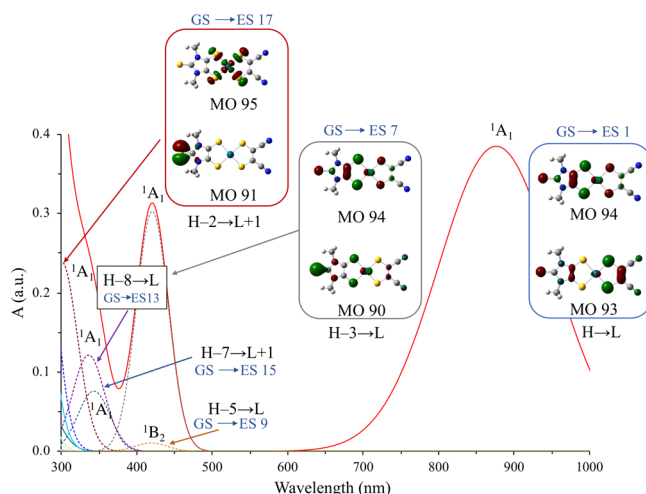 GS → ES 17
MO 95
MO 91
H–2→L+1
GS → ES 7
MO 94
MO 90
H–3→L
¹A₁
GS → ES 1
MO 94
MO 93
H→L
¹A₁
¹A₁
H–8→L
GS→ES13
¹A₁
H–7→L+1
GS → ES 15
¹A₁
H–5→L
GS → ES 9
¹B₂
A (a.u.)
0.4
0.3
0.2
0.1
0.0
300 400 500 600 700 800 900 1000
Wavelength (nm)